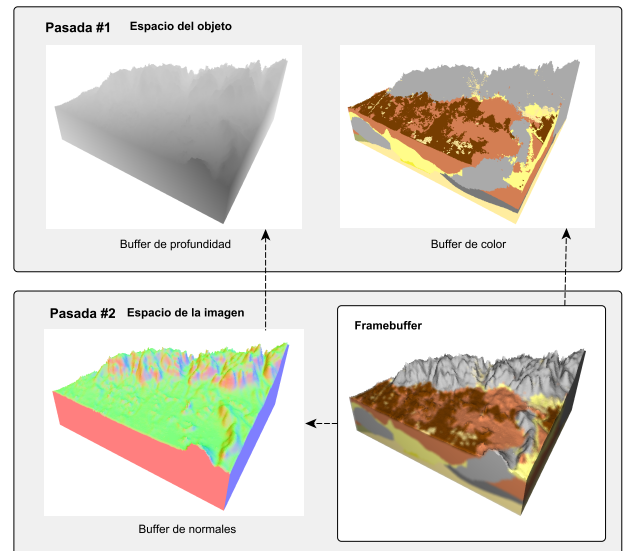 Pasada #1 Espacio del objeto
Buffer de profundidad
Buffer de color
Pasada #2 Espacio de la imagen
Framebuffer
Buffer de normales